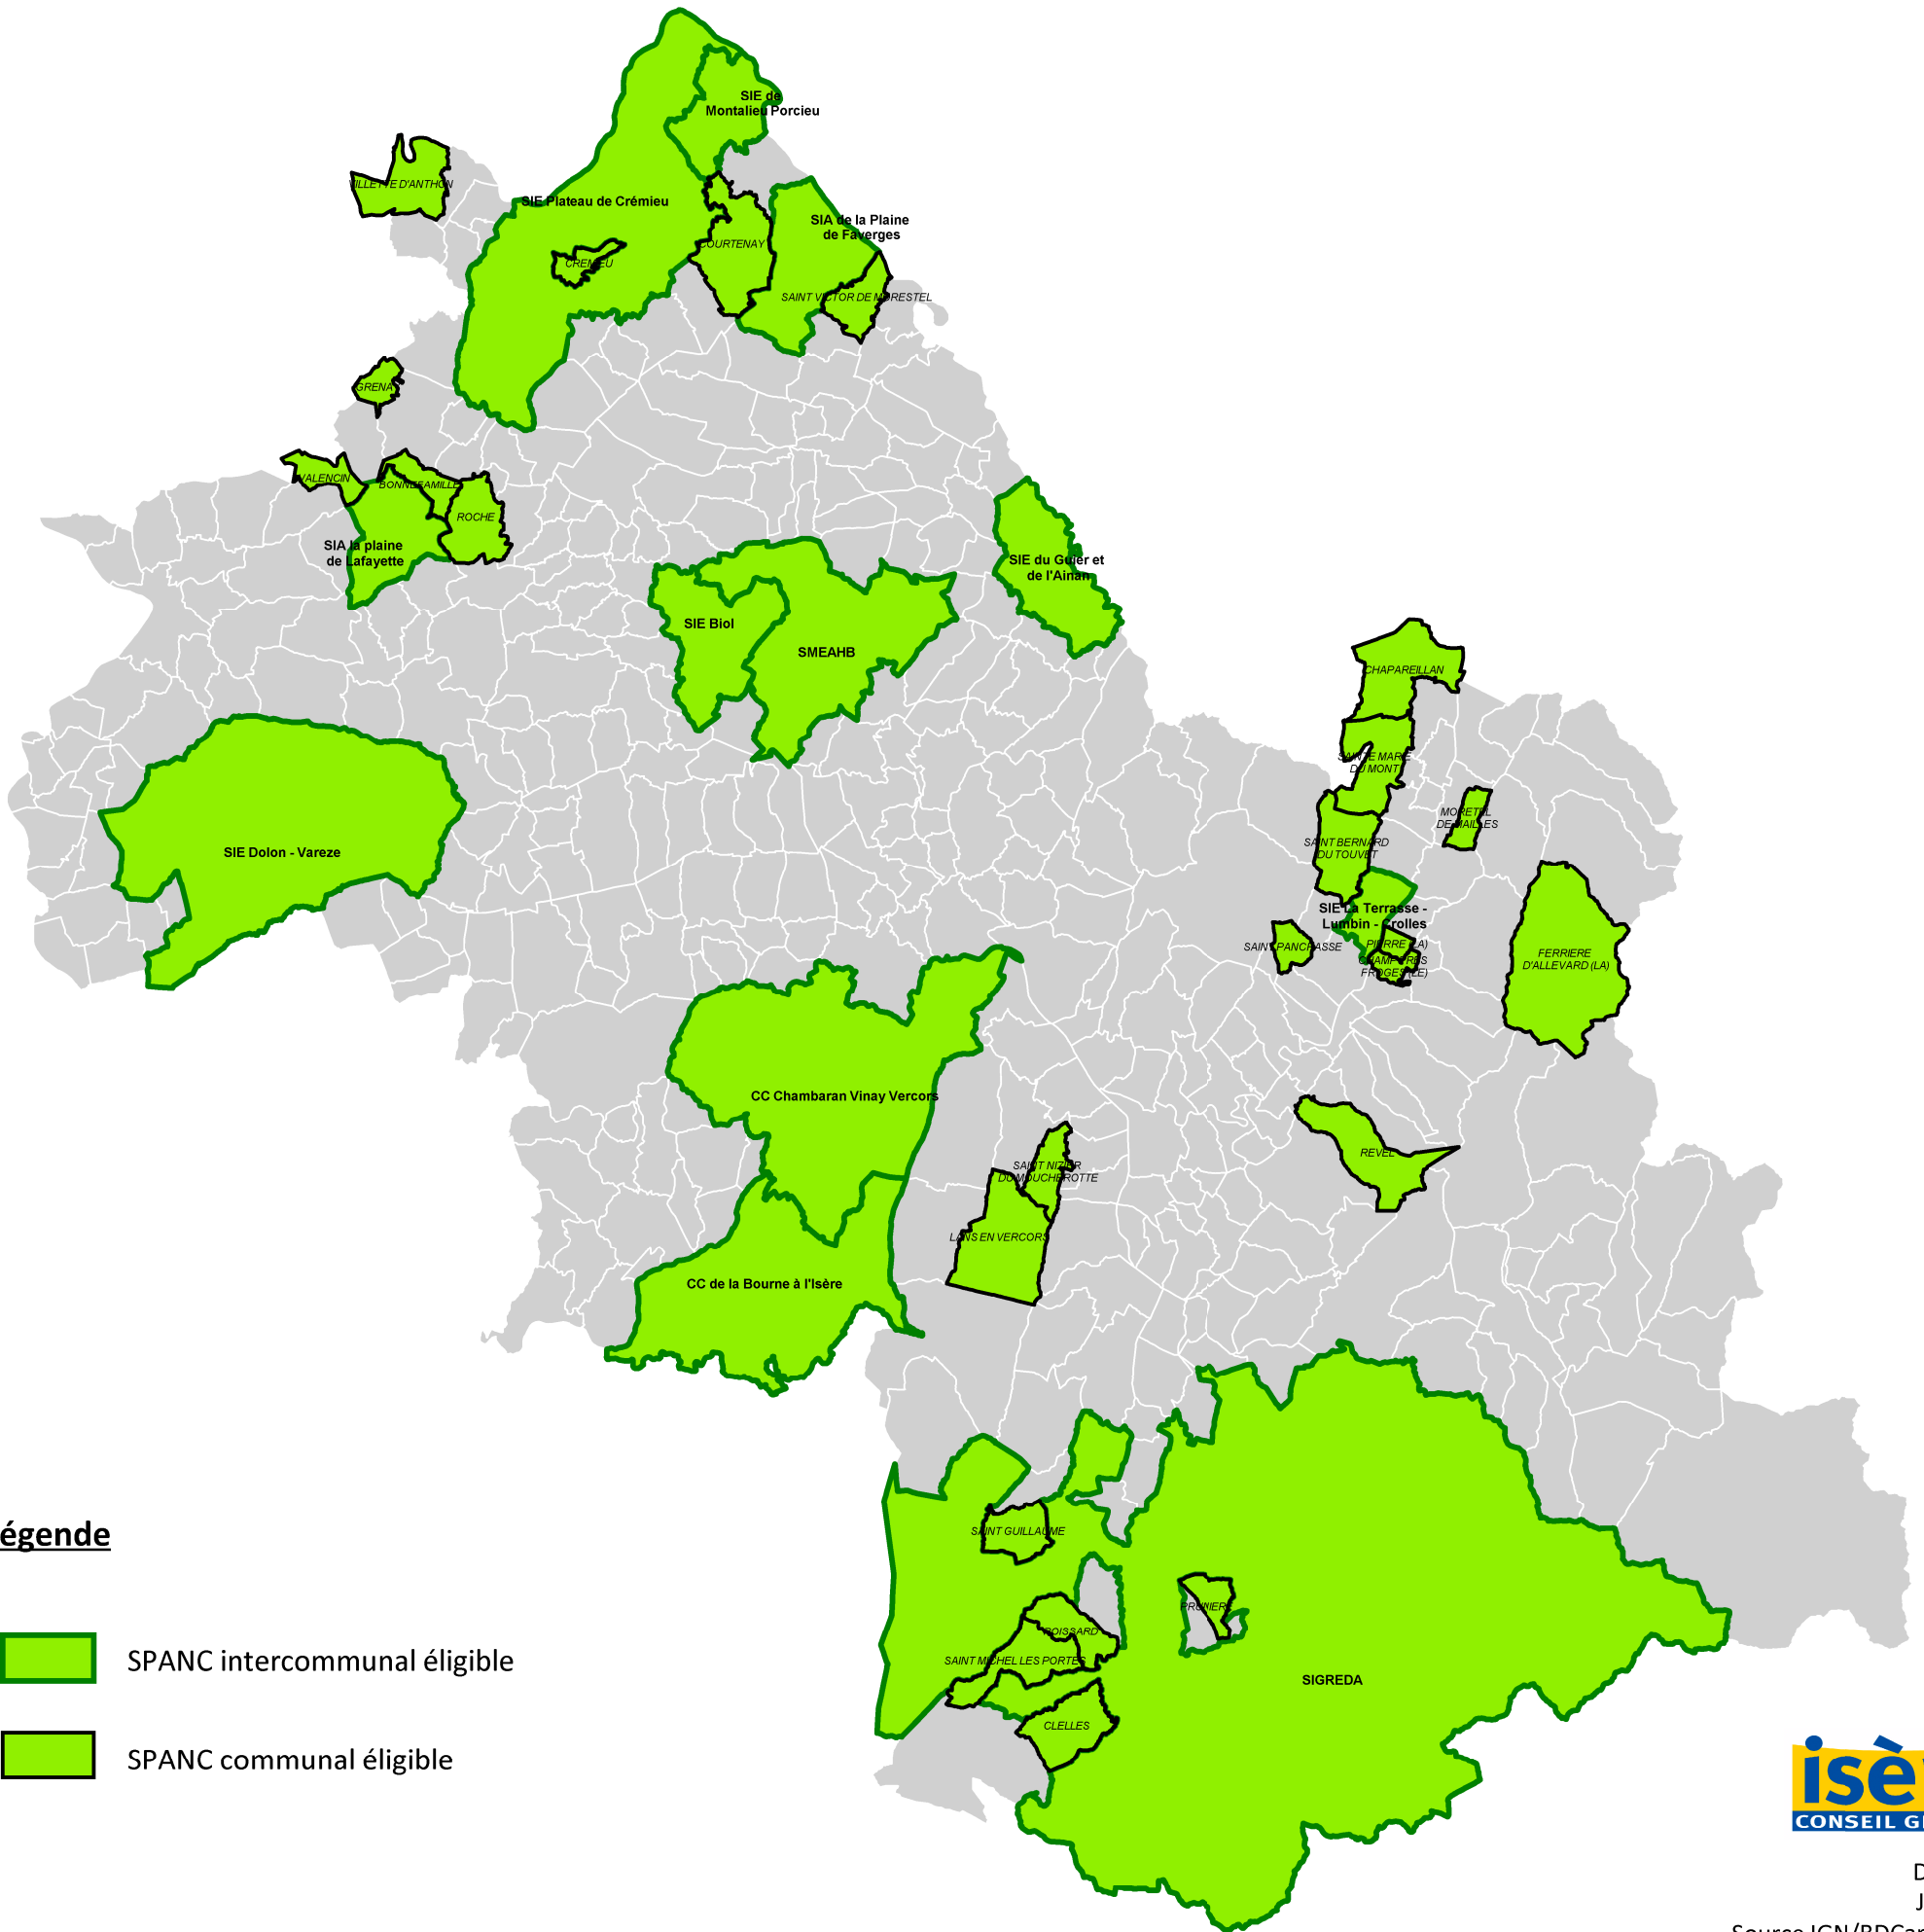 SIE de
Montalieu Porcieu
VILLETTE D'ANTHON
SIE Plateau de Crémieu
SIA de la Plaine
de Faverges
COURTENAY
CREMIEU
SAINT VICTOR DE MORESTEL
GRENA
VALENCIN
BONNEFAMILLE
ROCHE
SIA la plaine
de Lafayette
SIE du Guier et
de l'Ainan
SIE Biol
SMEAHB
CHAPAREILLAN
SAINTE MARIE
DU MONT
MORETEL
DE MAILLES
SAINT BERNARD
DU TOUVET
SIE Dolon - Vareze
SIE La Terrasse -
Lumbin - Crolles
SAINT PANCRASSE
PIERRE (LA)
CHAMP PRES
FROGES (LE)
FERRIERE
D'ALLEVARD (LA)
CC Chambaran Vinay Vercors
REVEL
SAINT NIZIER
DU MOUCHEROTTE
LANS EN VERCORS
CC de la Bourne à l'Isère
SAINT GUILLAUME
PRUNIERE
ROISSARD
SAINT MICHEL LES PORTES
SIGREDA
CLELLES
égende
SPANC intercommunal éligible
SPANC communal éligible
isè
CONSEIL G
D
J
Source IGN/BDCar